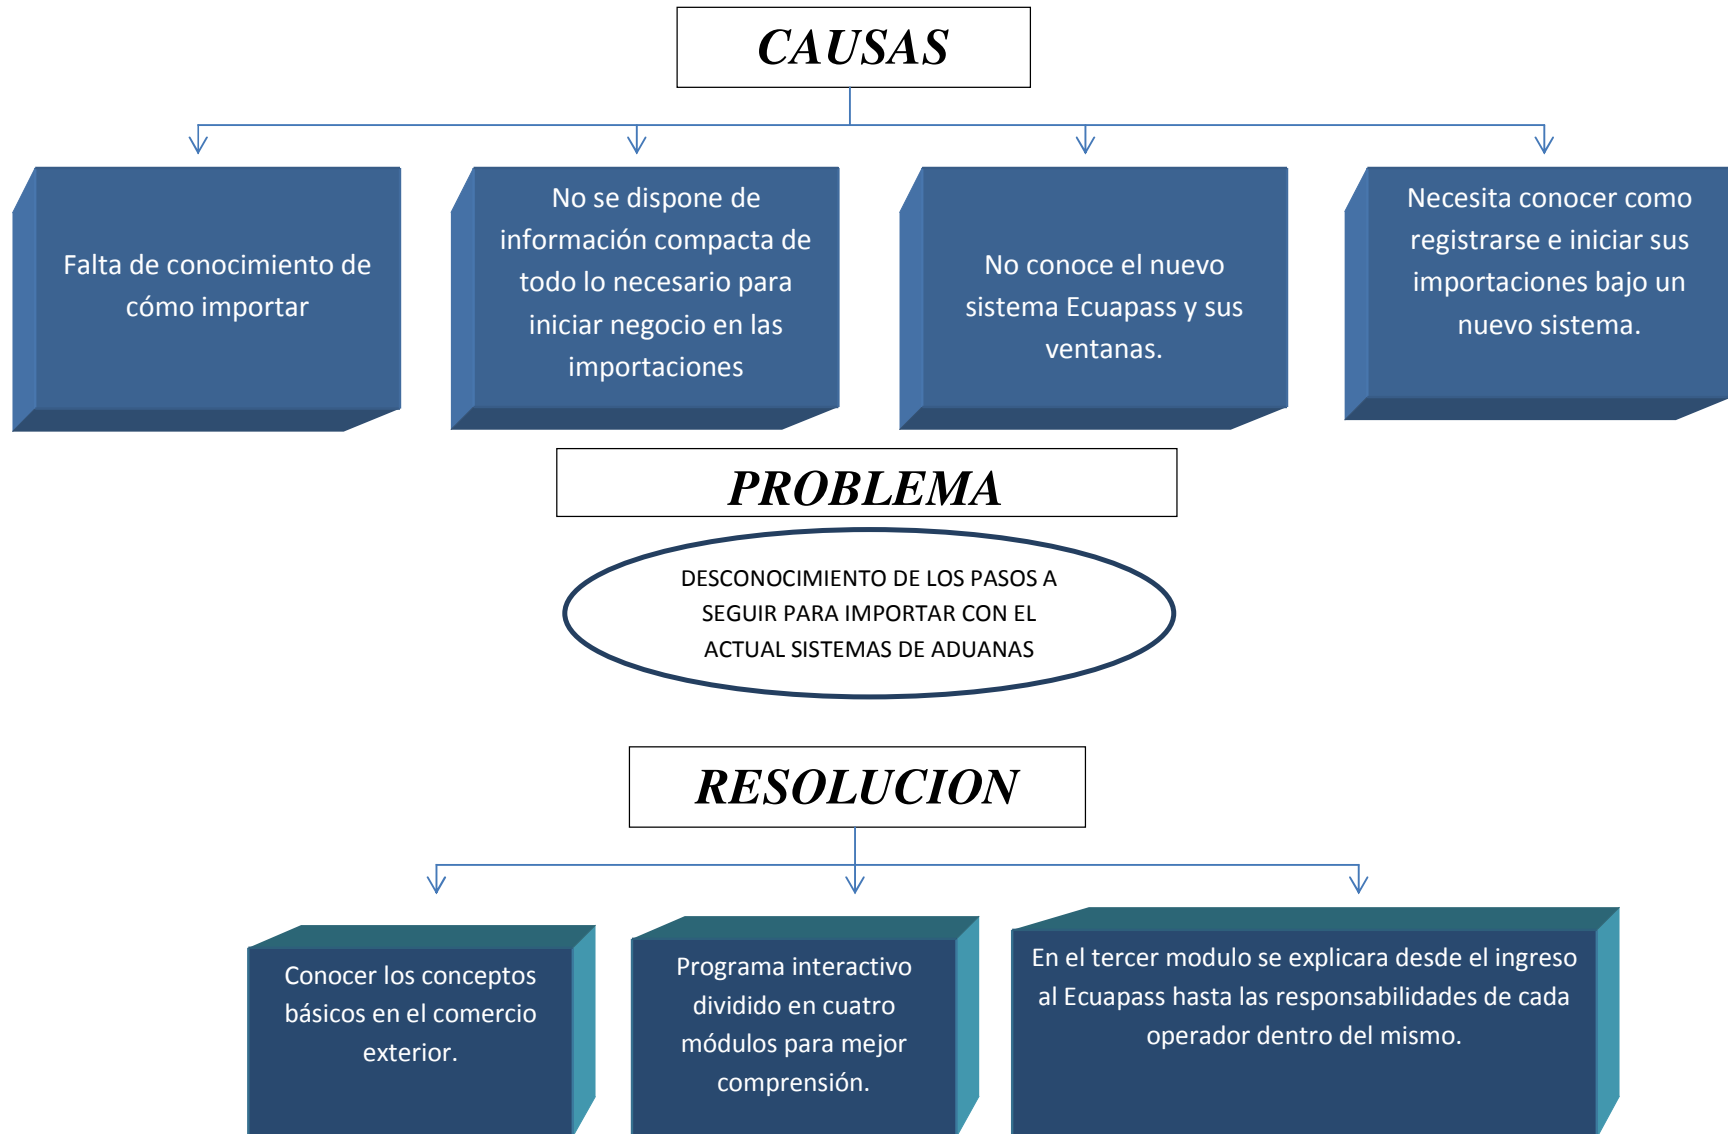 CAUSAS
Falta de conocimiento de
cómo importar
No se dispone de
información compacta de
todo lo necesario para
iniciar negocio en las
importaciones
No conoce el nuevo
sistema Ecuapass y sus
ventanas.
Necesita conocer como
registrarse e iniciar sus
importaciones bajo un
nuevo sistema.
PROBLEMA
DESCONOCIMIENTO DE LOS PASOS A
SEGUIR PARA IMPORTAR CON EL
ACTUAL SISTEMAS DE ADUANAS
RESOLUCION
Conocer los conceptos
básicos en el comercio
exterior.
Programa interactivo
dividido en cuatro
módulos para mejor
comprensión.
En el tercer modulo se explicara desde el ingreso
al Ecuapass hasta las responsabilidades de cada
operador dentro del mismo.